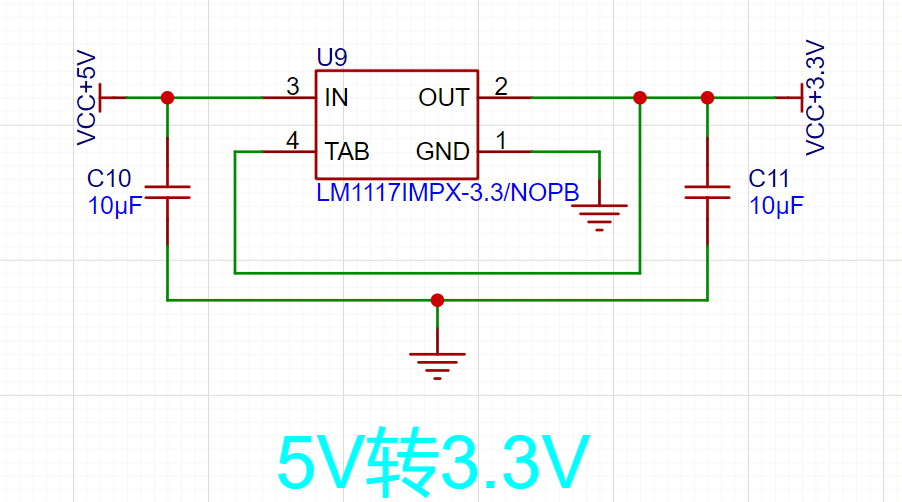 U9
VCC+5V
3
IN
OUT
2
VCC+3.3V
4
TAB
GND
1
C10
10µF
LM1117IMPX-3.3/NOPB
C11
10µF
5V转3.3V